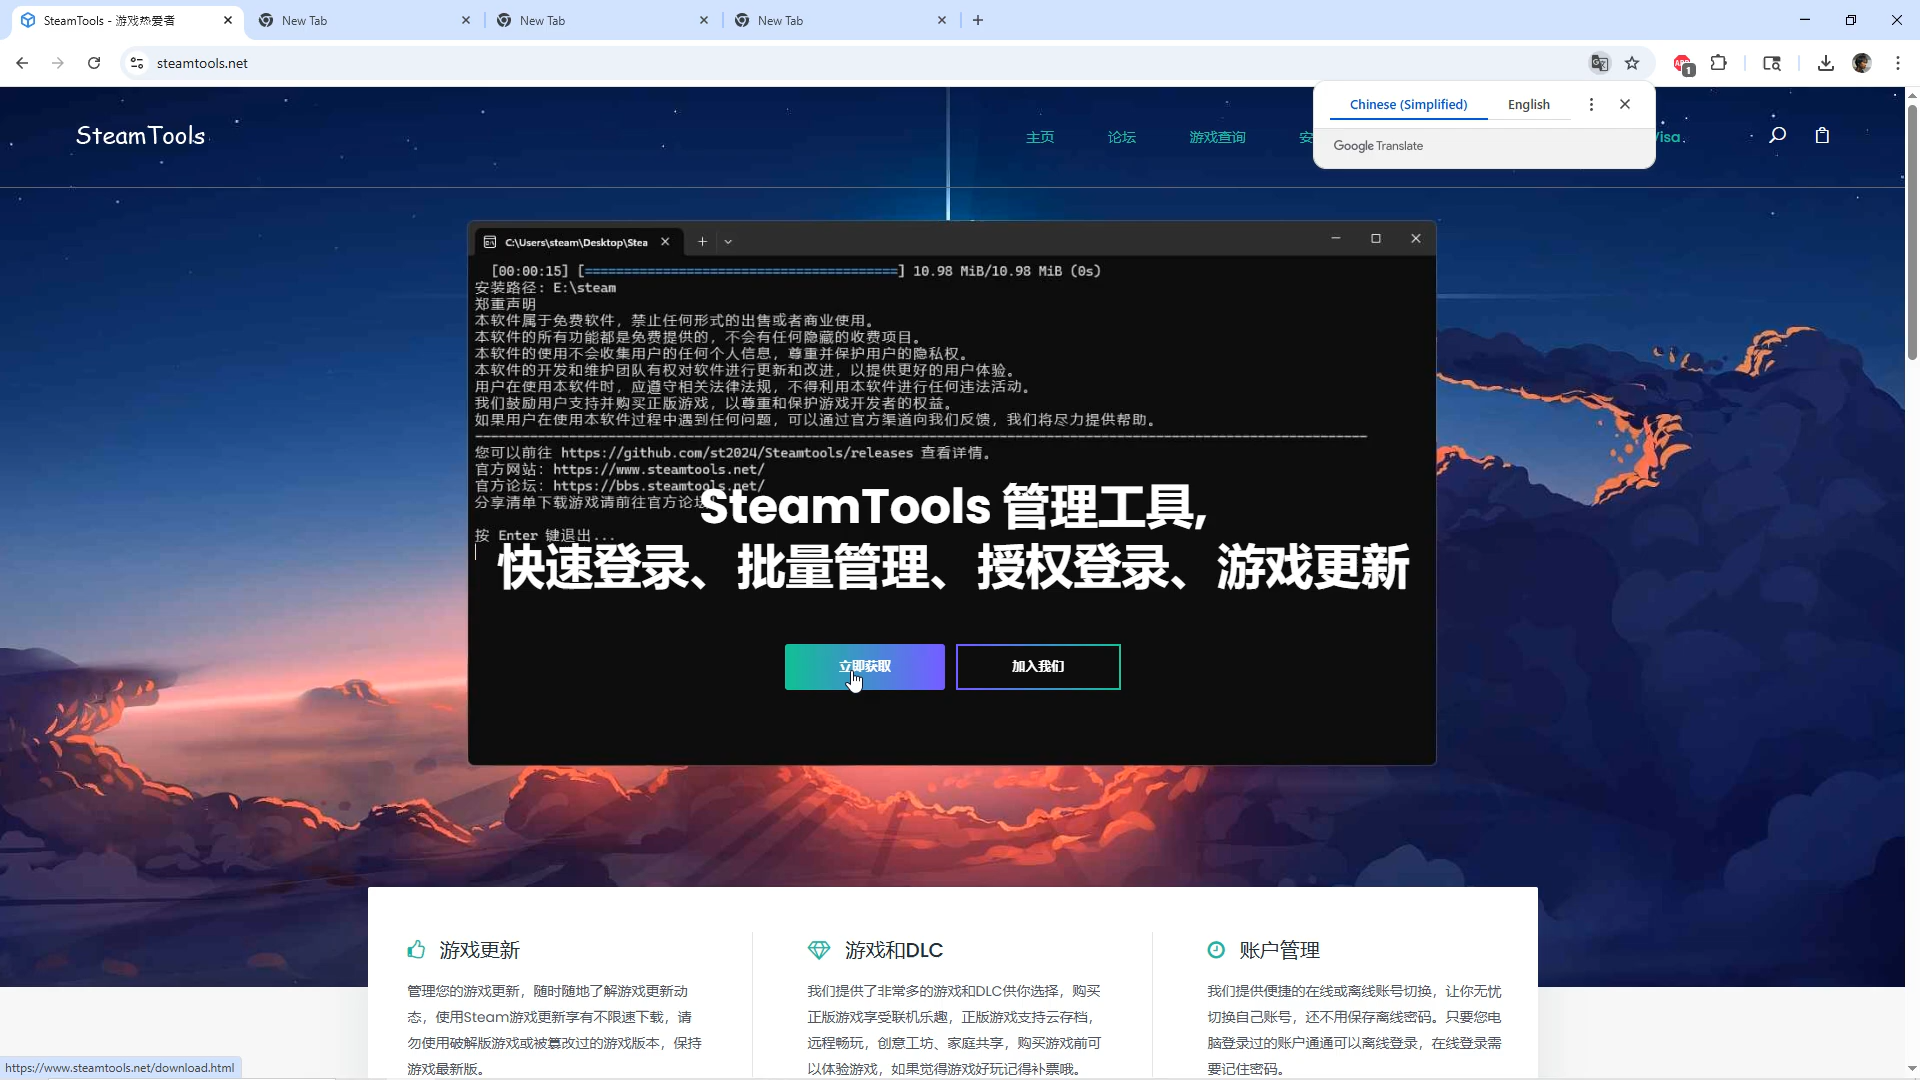 SteamTools - 游戏热爱者
New Tab
New Tab
New Tab
steamtools.net
ABP
1
Chinese (Simplified)
English
Google Translate
SteamTools
主页
论坛
游戏查询
安
Visa
C:\Users\steam\Desktop\Stea
[00:00:15] [========================================] 10.98 MiB/10.98 MiB (0s)
安装路径: E:\steam
郑重声明
本软件属于免费软件，禁止任何形式的出售或者商业使用。
本软件的所有功能都是免费提供的，不会有任何隐藏的收费项目。
本软件的使用不会收集用户的任何个人信息，尊重并保护用户的隐私权。
本软件的开发和维护团队有权对软件进行更新和改进，以提供更好的用户体验。
用户在使用本软件时，应遵守相关法律法规，不得利用本软件进行任何违法活动。
我们鼓励用户支持并购买正版游戏，以尊重和保护游戏开发者的权益。
如果用户在使用本软件过程中遇到任何问题，可以通过官方渠道向我们反馈，我们将尽力提供帮助。
您可以前往 https://github.com/st2024/Steamtools/releases 查看详情。
官方网站: https://www.steamtools.net/
官方论坛: https://bbs.steamtools.net/
分享清单下载游戏请前往官方论坛
按 Enter 键退出...
SteamTools 管理工具,
快速登录、批量管理、授权登录、游戏更新
立即获取
加入我们
游戏更新
管理您的游戏更新，随时随地了解游戏更新动
态，使用Steam游戏更新享有不限速下载，请
勿使用破解版游戏或被篡改过的游戏版本，保持
游戏最新版。
游戏和DLC
我们提供了非常多的游戏和DLC供你选择，购买
正版游戏享受联机乐趣，正版游戏支持云存档，
远程畅玩，创意工坊、家庭共享，购买游戏前可
以体验游戏，如果觉得游戏好玩记得补票哦。
账户管理
我们提供便捷的在线或离线账号切换，让你无忧
切换自己账号，还不用保存离线密码。只要您电
脑登录过的账户通通可以离线登录，在线登录需
要记住密码。
https://www.steamtools.net/download.html